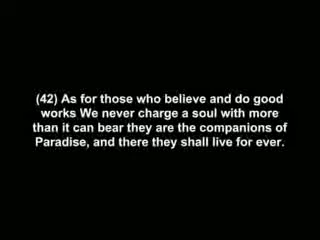 (42) As for those who believe and do good
works We never charge a soul with more
than it can bear they are the companions of
Paradise, and there they shall live for ever.